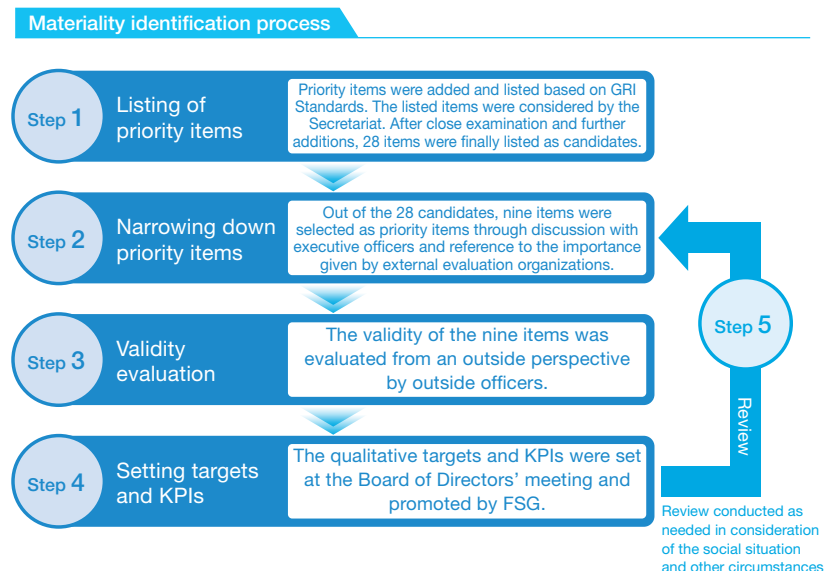 Materiality identification process
Step 1
Listing of
priority items
Priority items were added and listed based on GRI
Standards. The listed items were considered by the
Secretariat. After close examination and further
additions, 28 items were finally listed as candidates.
Step 2
Narrowing down
priority items
Out of the 28 candidates, nine items were
selected as priority items through discussion with
executive officers and reference to the importance
given by external evaluation organizations.
Step 3
Validity
evaluation
The validity of the nine items was
evaluated from an outside perspective
by outside officers.
Step 4
Setting targets
and KPIs
The qualitative targets and KPIs were set
at the Board of Directors’ meeting and
promoted by FSG.
Step 5
Review
Review conducted as
needed in consideration
of the social situation
and other circumstances